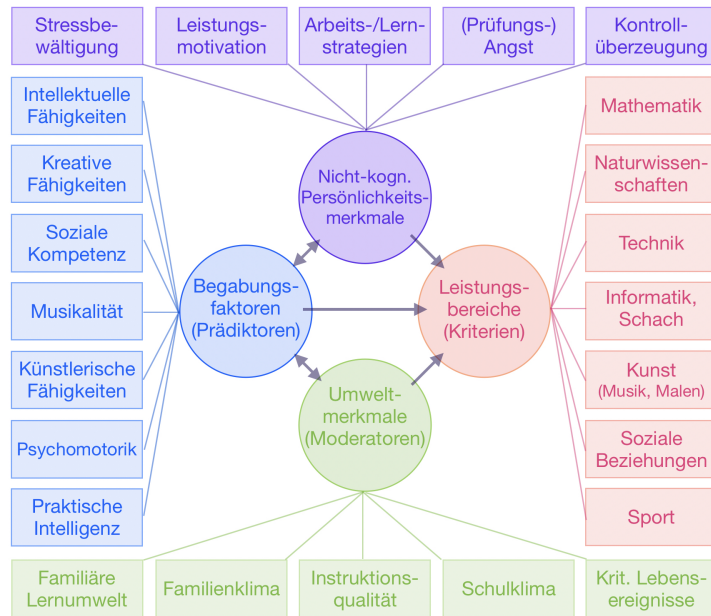 Stressbe-
wältigung
Leistungs-
motivation
Arbeits-/Lern-
strategien
(Prüfungs-)
Angst
Kontroll-
überzeugung
Intellektuelle
Fähigkeiten
Kreative
Fähigkeiten
Soziale
Kompetenz
Musikalität
Künstlerische
Fähigkeiten
Psychomotorik
Praktische
Intelligenz
Nicht-kogn.
Persönlichkeits-
merkmale
Begabungs-
faktoren
(Prädiktoren)
Leistungs-
bereiche
(Kriterien)
Umwelt-
merkmale
(Moderatoren)
Mathematik
Naturwissen-
schaften
Technik
Informatik,
Schach
Kunst
(Musik, Malen)
Soziale
Beziehungen
Sport
Familiäre
Lernumwelt
Familienklima
Instruktions-
qualität
Schulklima
Krit. Lebens-
ereignisse